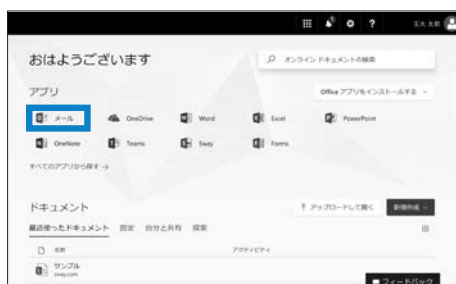 ? 玉大 太郎
おはようございます
オンライン ドキュメントの検索
アプリ
Office アプリをインストールする
メール OneDrive Word Excel PowerPoint
OneNote Teams Sway Forms
すべてのアプリから探す →
ドキュメント
アップロードして開く 新規作成
最近使ったドキュメント 固定 自分と共有 探索
名前 アクティビティ
サンプル
sway.com
フィードバック